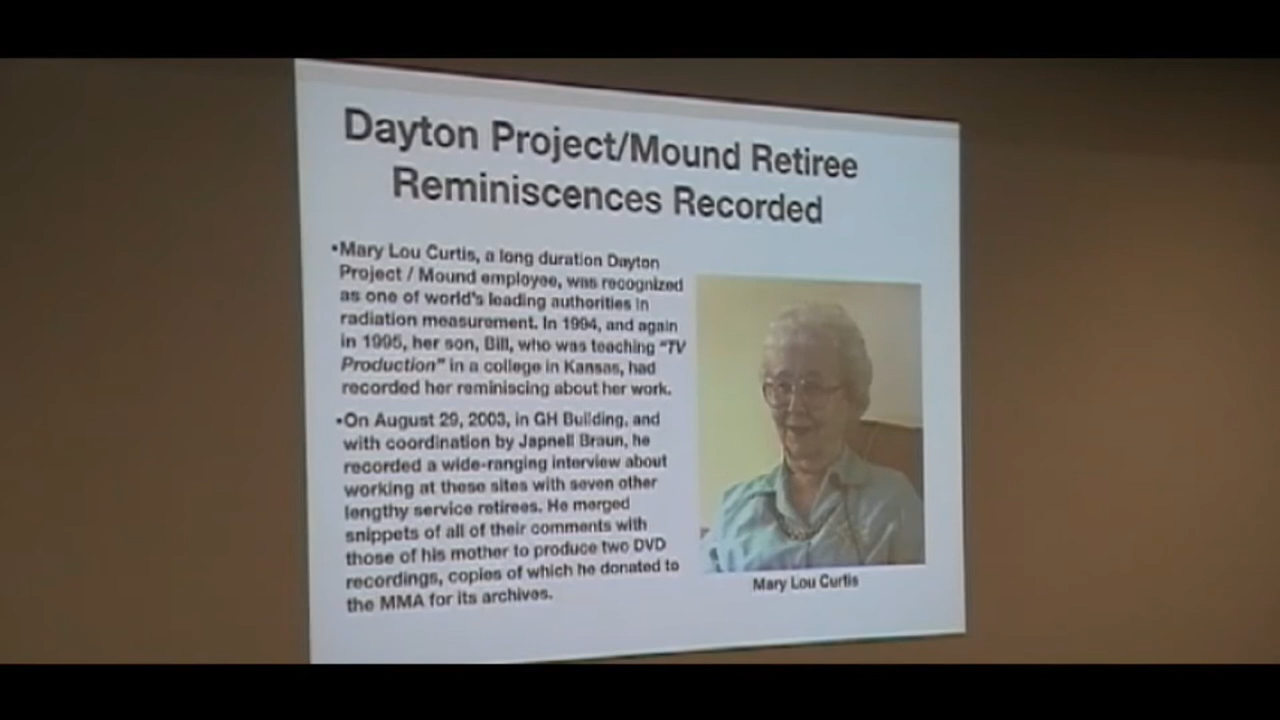 Dayton Project/Mound Retiree
Reminiscences Recorded
•Mary Lou Curtis, a long duration Dayton
Project / Mound employee, was recognized
as one of world's leading authorities in
radiation measurement. In 1994, and again
in 1995, her son, Bill, who was teaching "TV
Production" in a college in Kansas, had
recorded her reminiscing about her work.
•On August 29, 2003, in GH Building, and
with coordination by Japnell Braun, he
recorded a wide-ranging interview about
working at these sites with seven other
lengthy service retirees. He merged
snippets of all of their comments with
those of his mother to produce two DVD
recordings, copies of which he donated to
the MMA for its archives.
Mary Lou Curtis